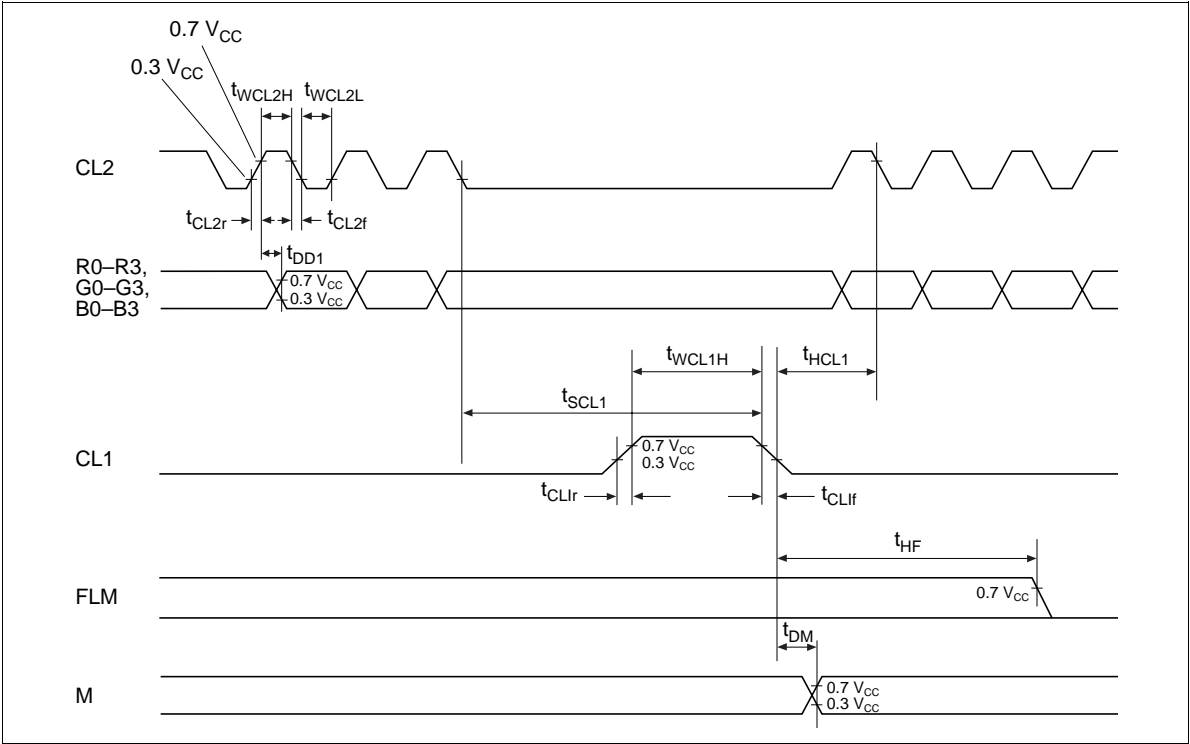 0.7 VCC
0.3 VCC
tWCL2H tWCL2L
CL2
tCL2r tCL2f
tDD1
R0–R3,
G0–G3,
B0–B3
0.7 VCC
0.3 VCC
tWCL1H tHCL1
tSCL1
CL1
0.7 VCC
0.3 VCC
tCLIr tCLIf
tHF
FLM
0.7 VCC
tDM
M
0.7 VCC
0.3 VCC